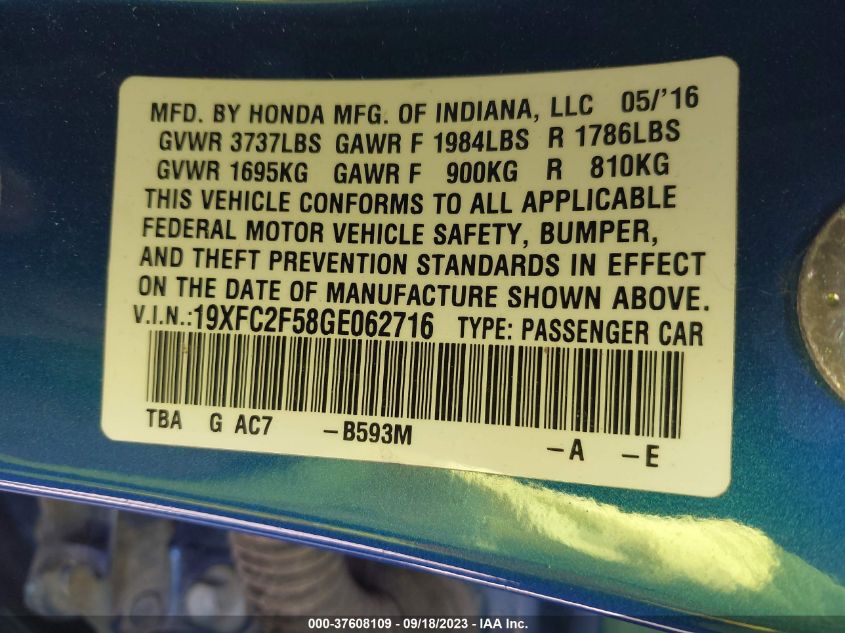 MFD. BY HONDA MFG. OF INDIANA, LLC 05/'16
GVWR 3737LBS GAWR F 1984LBS R 1786LBS
GVWR 1695KG GAWR F 900KG R 810KG
THIS VEHICLE CONFORMS TO ALL APPLICABLE
FEDERAL MOTOR VEHICLE SAFETY, BUMPER,
AND THEFT PREVENTION STANDARDS IN EFFECT
ON THE DATE OF MANUFACTURE SHOWN ABOVE.
V.I.N.:19XFC2F58GE062716 TYPE: PASSENGER CAR
TBA G AC7 -B593M -A -E
000-37608109 - 09/18/2023 - IAA Inc.